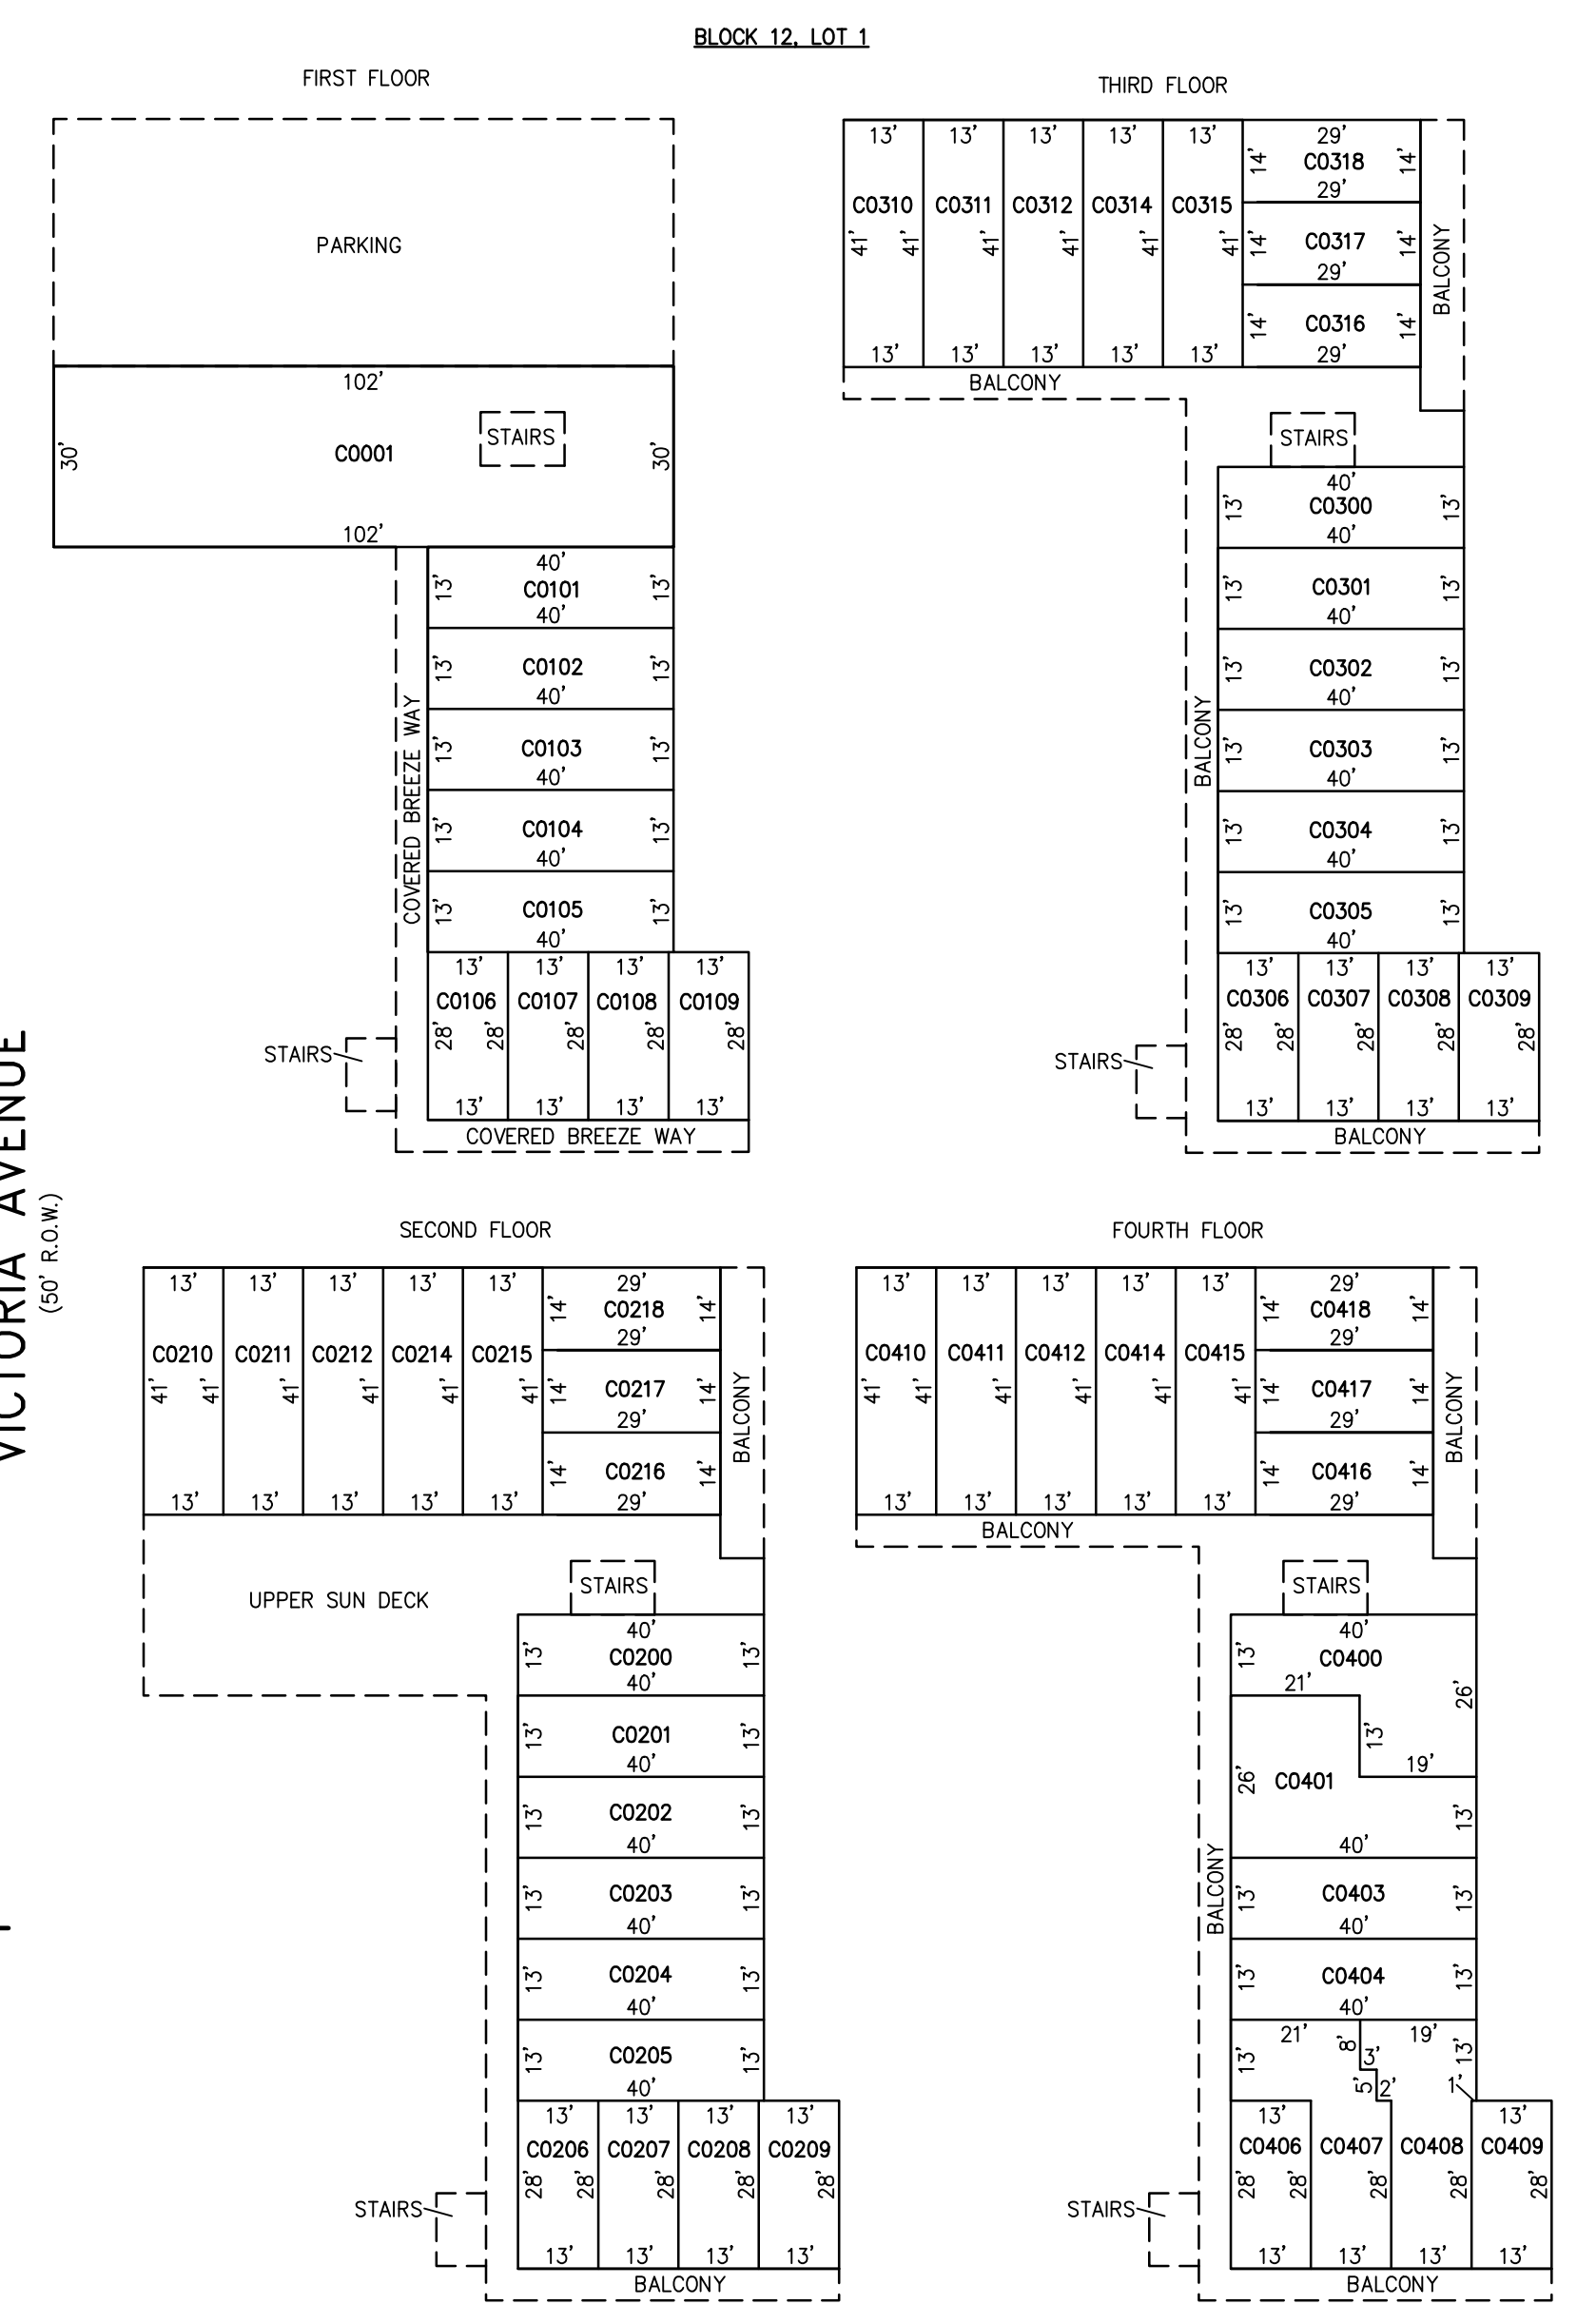 BLOCK 12, LOT 1
FIRST FLOOR
PARKING
102'
STAIRS
30' C0001 30'
102'
40'
13' C0101 13'
40'
13' C0102 13'
40'
13' C0103 13'
40'
13' C0104 13'
40'
13' C0105 13'
40'
COVERED BREEZE WAY
13' 13' 13' 13'
C0106 C0107 C0108 C0109
28' 28' 28' 28' 28'
STAIRS
13' 13' 13' 13'
COVERED BREEZE WAY
THIRD FLOOR
13' 13' 13' 13' 13' 29'
14' C0318 14'
29'
C0310 C0311 C0312 C0314 C0315
41' 41' 41' 41' 41' 41'
14' C0317 14'
29'
14' C0316 14'
13' 13' 13' 13' 13' 29'
BALCONY
BALCONY
STAIRS
40'
13' C0300 13'
40'
13' C0301 13'
40'
13' C0302 13'
40'
13' C0303 13'
40'
13' C0304 13'
40'
13' C0305 13'
40'
BALCONY
13' 13' 13' 13'
C0306 C0307 C0308 C0309
28' 28' 28' 28' 28'
STAIRS
13' 13' 13' 13'
BALCONY
VICTORIA AVENUE
(50' R.O.W.)
SECOND FLOOR
13' 13' 13' 13' 13' 29'
14' C0218 14'
29'
C0210 C0211 C0212 C0214 C0215
41' 41' 41' 41' 41' 41'
14' C0217 14'
29'
14' C0216 14'
13' 13' 13' 13' 13' 29'
BALCONY
STAIRS
UPPER SUN DECK
40'
13' C0200 13'
40'
13' C0201 13'
40'
13' C0202 13'
40'
13' C0203 13'
40'
13' C0204 13'
40'
13' C0205 13'
40'
13' 13' 13' 13'
C0206 C0207 C0208 C0209
28' 28' 28' 28' 28'
STAIRS
13' 13' 13' 13'
BALCONY
FOURTH FLOOR
13' 13' 13' 13' 13' 29'
14' C0418 14'
29'
C0410 C0411 C0412 C0414 C0415
41' 41' 41' 41' 41' 41'
14' C0417 14'
29'
14' C0416 14'
13' 13' 13' 13' 13' 29'
BALCONY
BALCONY
STAIRS
40'
13' C0400
21' 26'
13'
19'
26' C0401
13'
40'
BALCONY
13' C0403 13'
40'
13' C0404 13'
40'
21' 8' 19' 13'
13' 3'
5' 2' 1'
13' 13'
C0406 C0407 C0408 C0409
28' 28' 28' 28' 28'
STAIRS
13' 13' 13' 13'
BALCONY